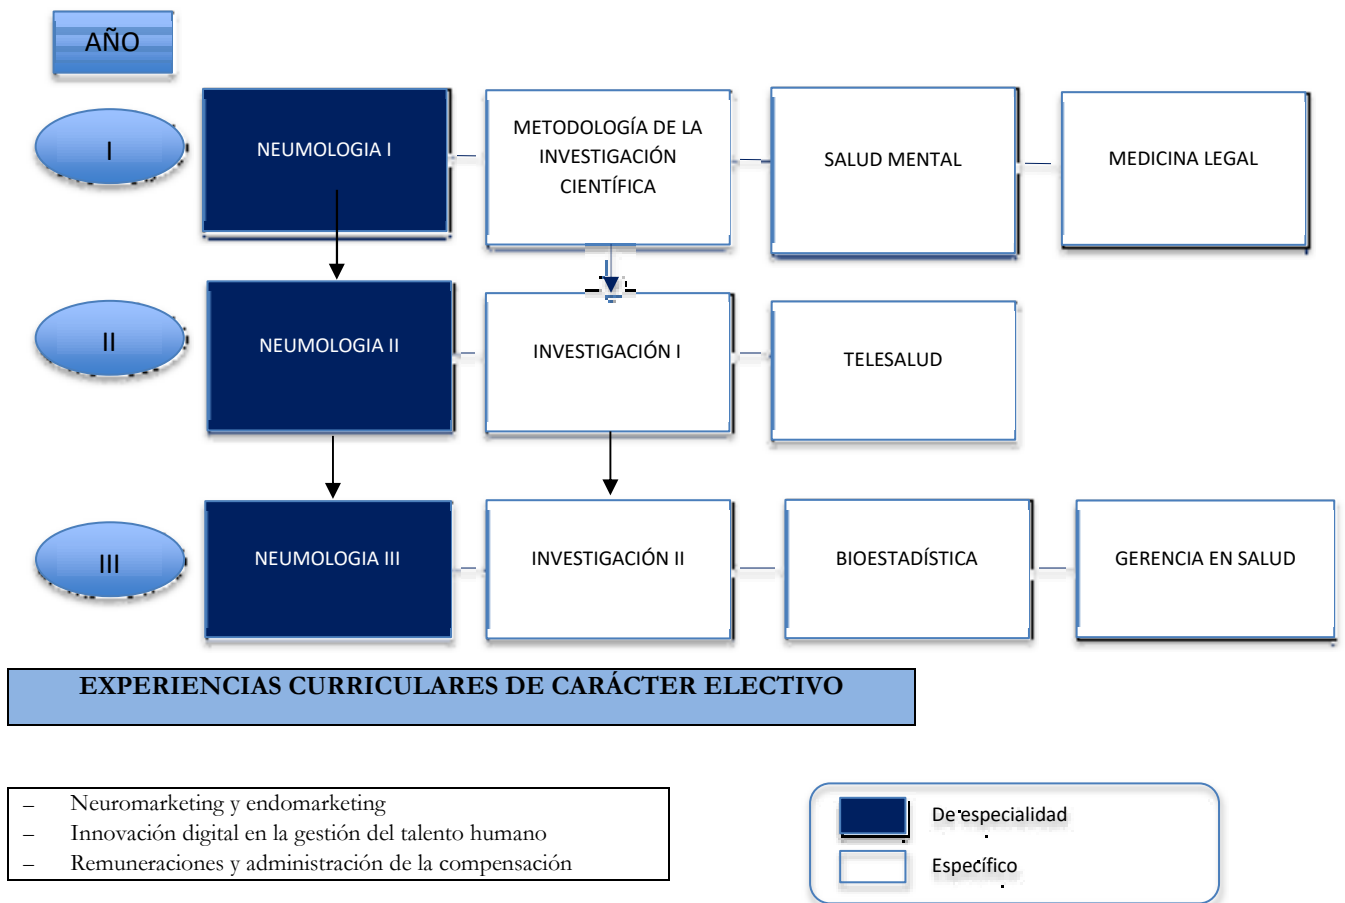 AÑO
I
NEUMOLOGIA I
METODOLOGÍA DE LA
INVESTIGACIÓN
CIENTÍFICA
SALUD MENTAL
MEDICINA LEGAL
II
NEUMOLOGIA II
INVESTIGACIÓN I
TELESALUD
III
NEUMOLOGIA III
INVESTIGACIÓN II
BIOESTADÍSTICA
GERENCIA EN SALUD
EXPERIENCIAS CURRICULARES DE CARÁCTER ELECTIVO
– Neuromarketing y endomarketing
– Innovación digital en la gestión del talento humano
– Remuneraciones y administración de la compensación
De especialidad
Específico